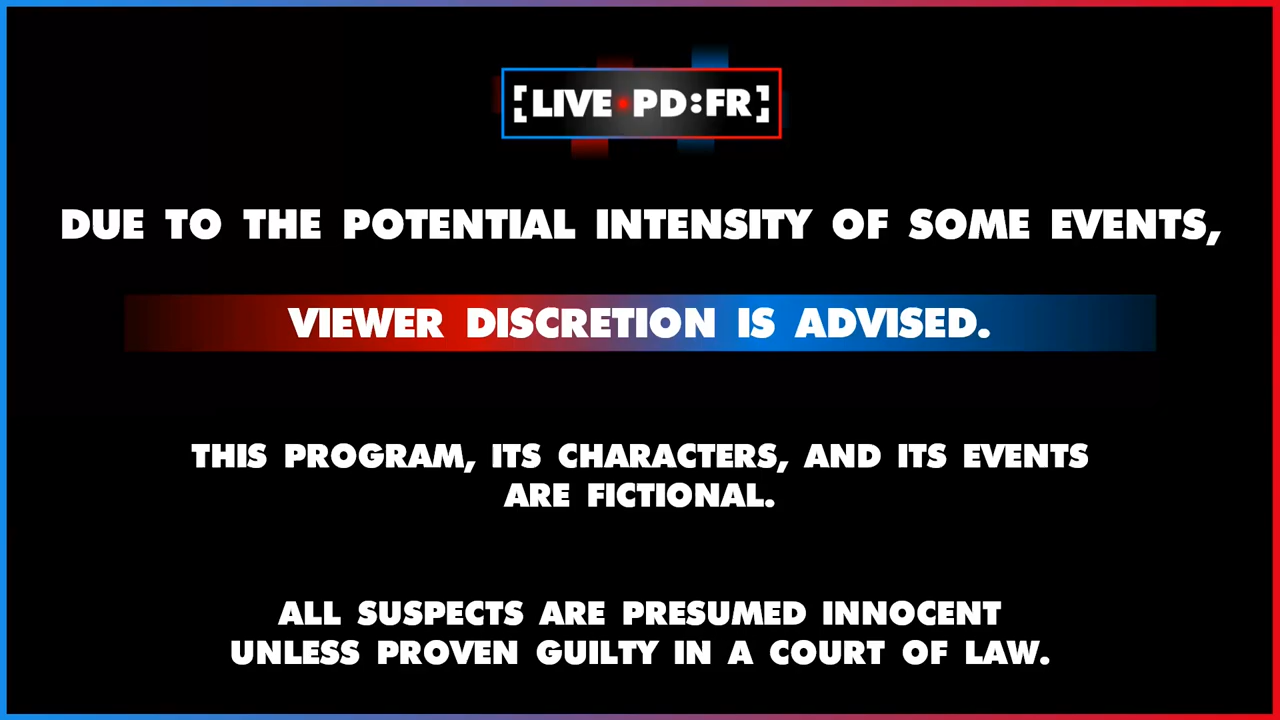 [LIVE•PD:FR]
DUE TO THE POTENTIAL INTENSITY OF SOME EVENTS,
VIEWER DISCRETION IS ADVISED.
THIS PROGRAM, ITS CHARACTERS, AND ITS EVENTS
ARE FICTIONAL.
ALL SUSPECTS ARE PRESUMED INNOCENT
UNLESS PROVEN GUILTY IN A COURT OF LAW.